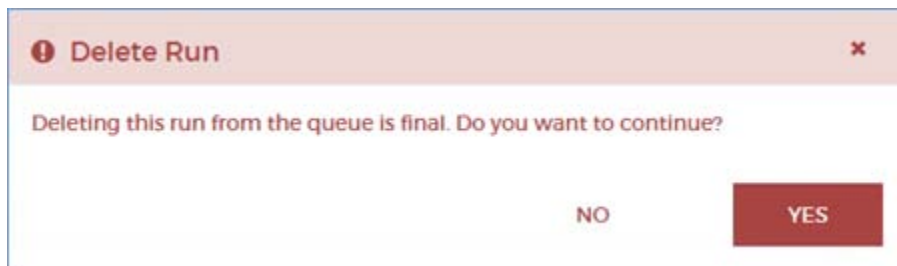 Delete Run
Deleting this run from the queue is final. Do you want to continue?
NO
YES